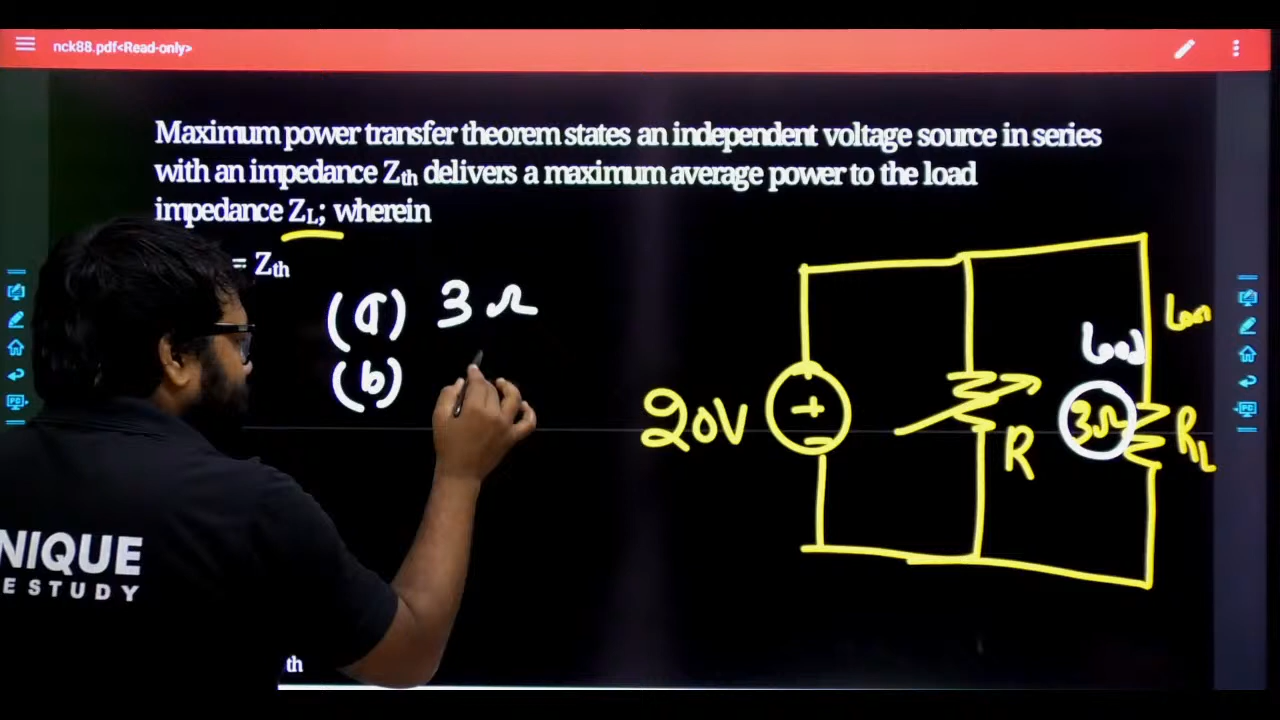 nck88.pdf<Read-only>
Maximum power transfer theorem states an independent voltage source in series
with an impedance Zth delivers a maximum average power to the load
impedance ZL; wherein
= Zth
(a) 3 Ω
(b)
20V
+
R
3Ω
RL
NIQUE
E STUDY
th